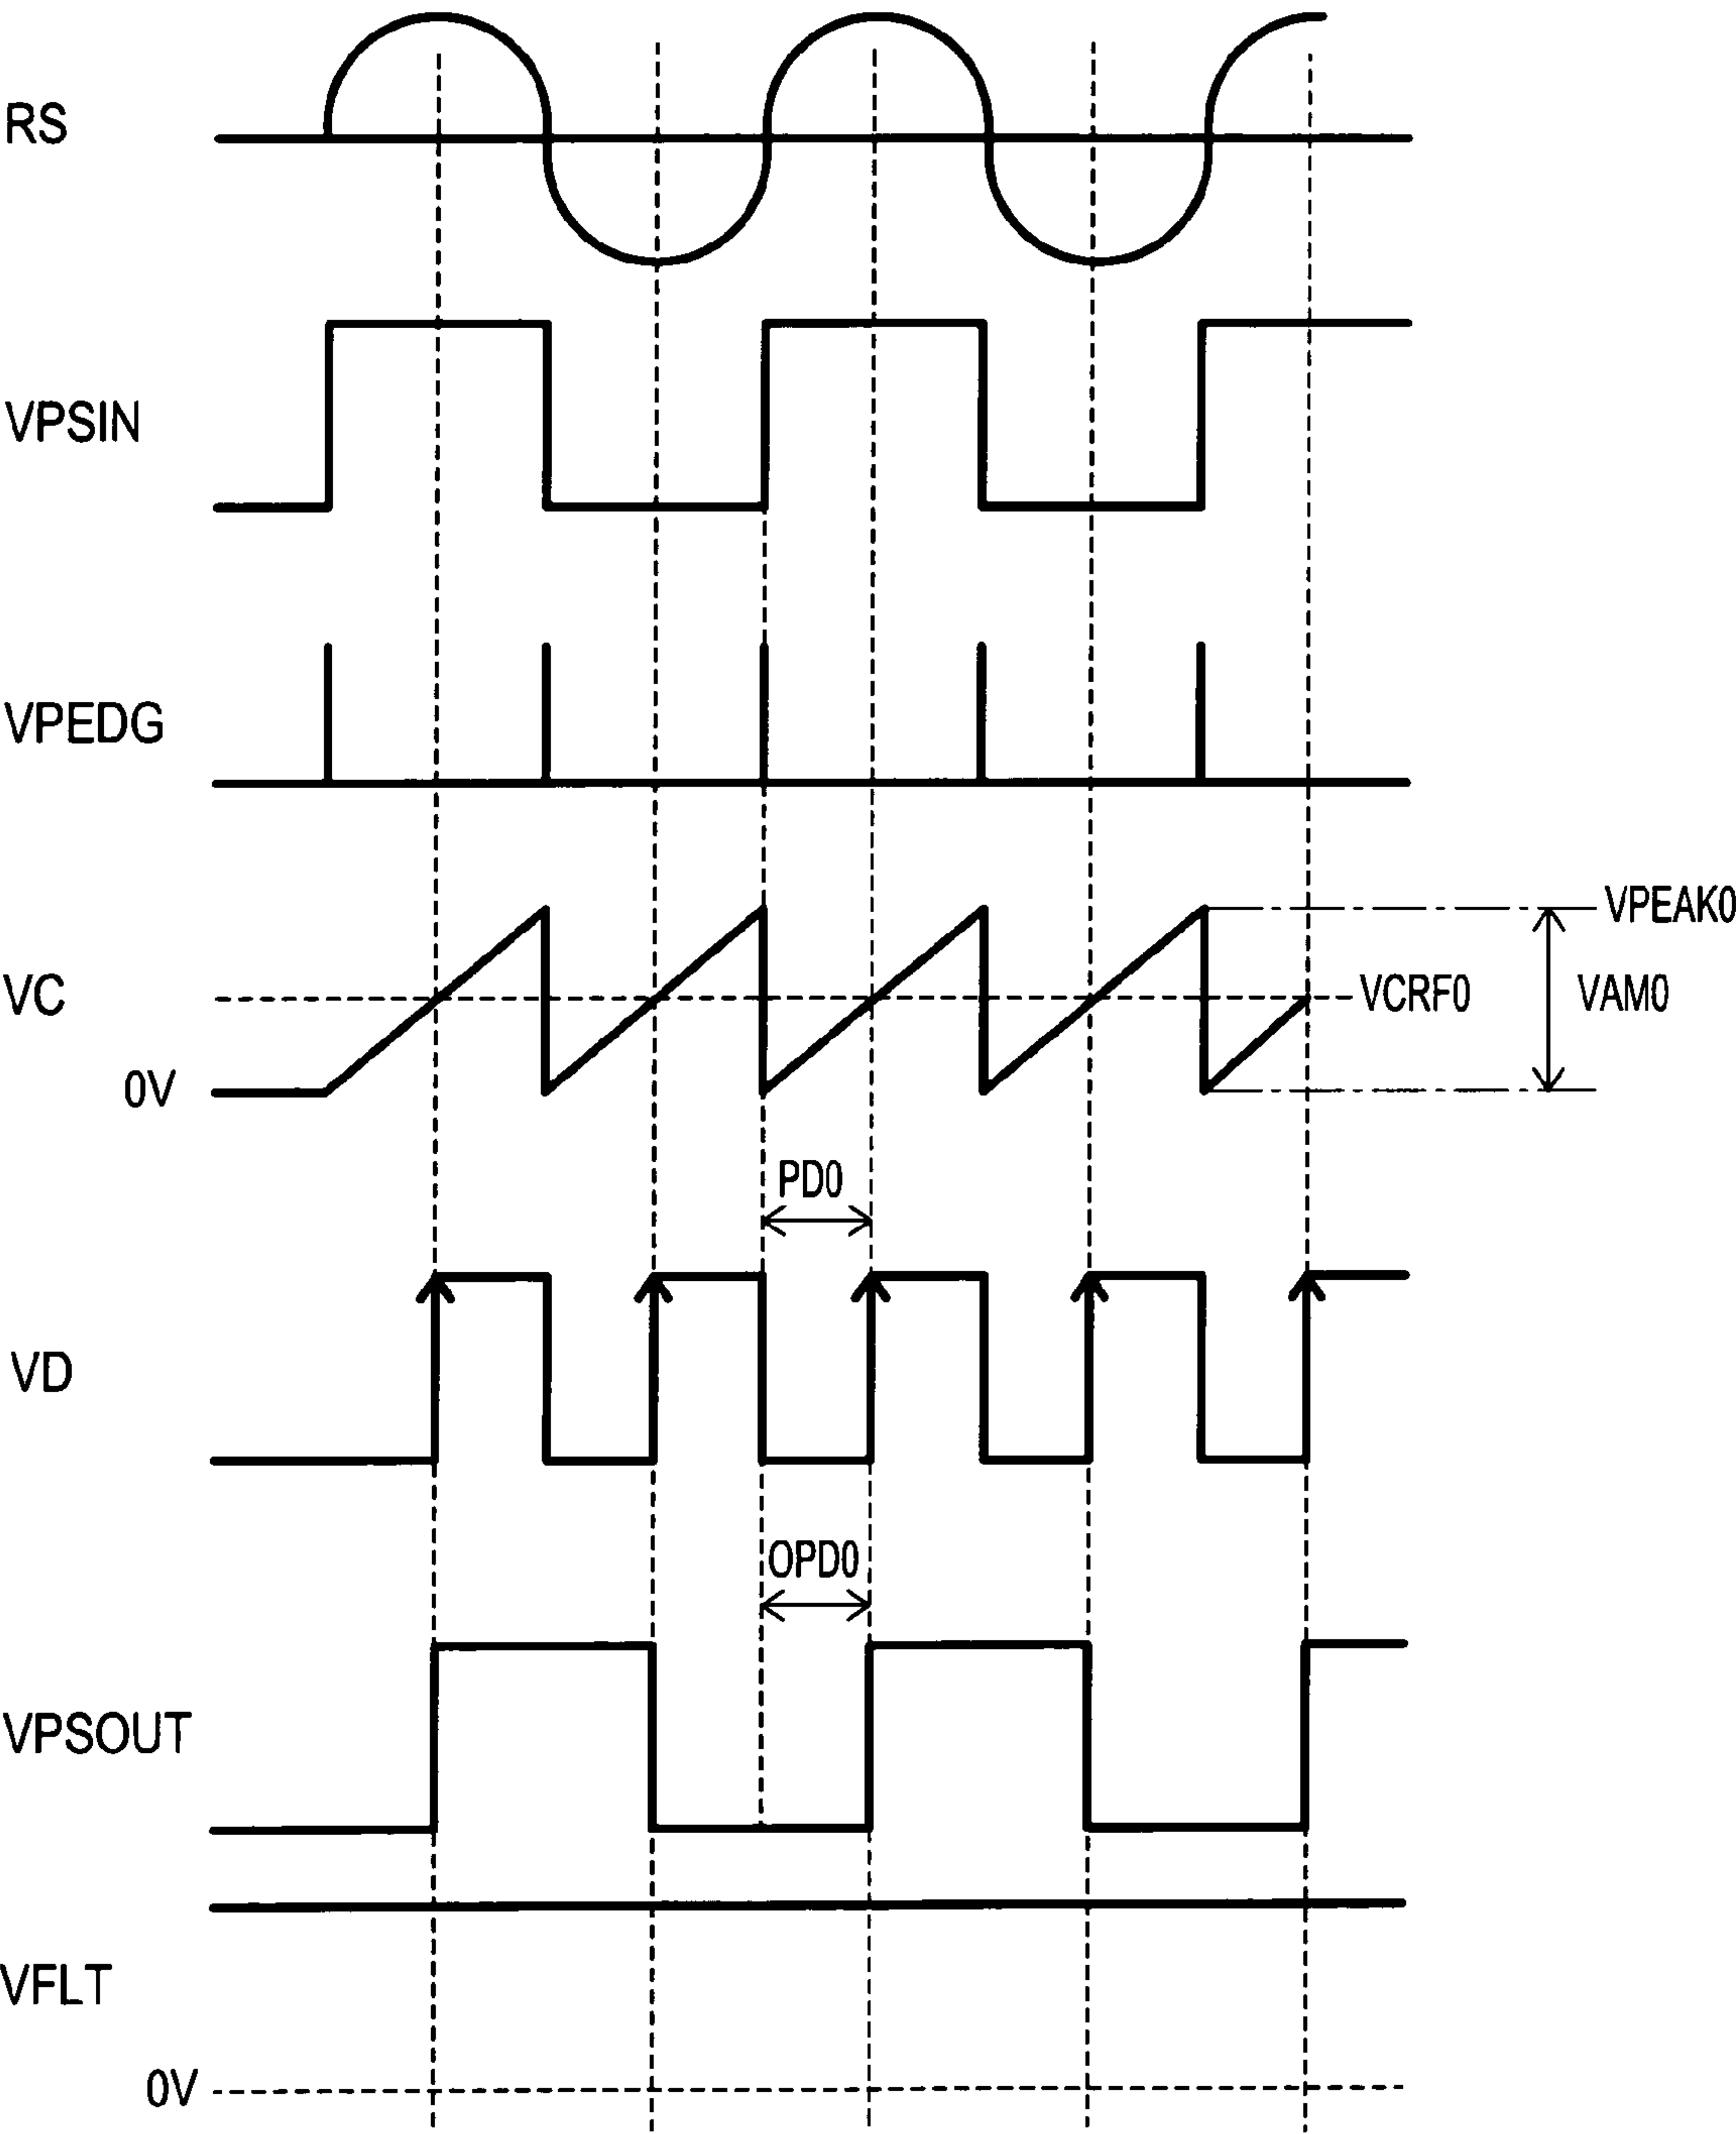 RS
VPSIN
VPEDG
VPEAK0
VC
VCRF0
VAM0
0V
PD0
VD
OPD0
VPSOUT
VFLT
0V